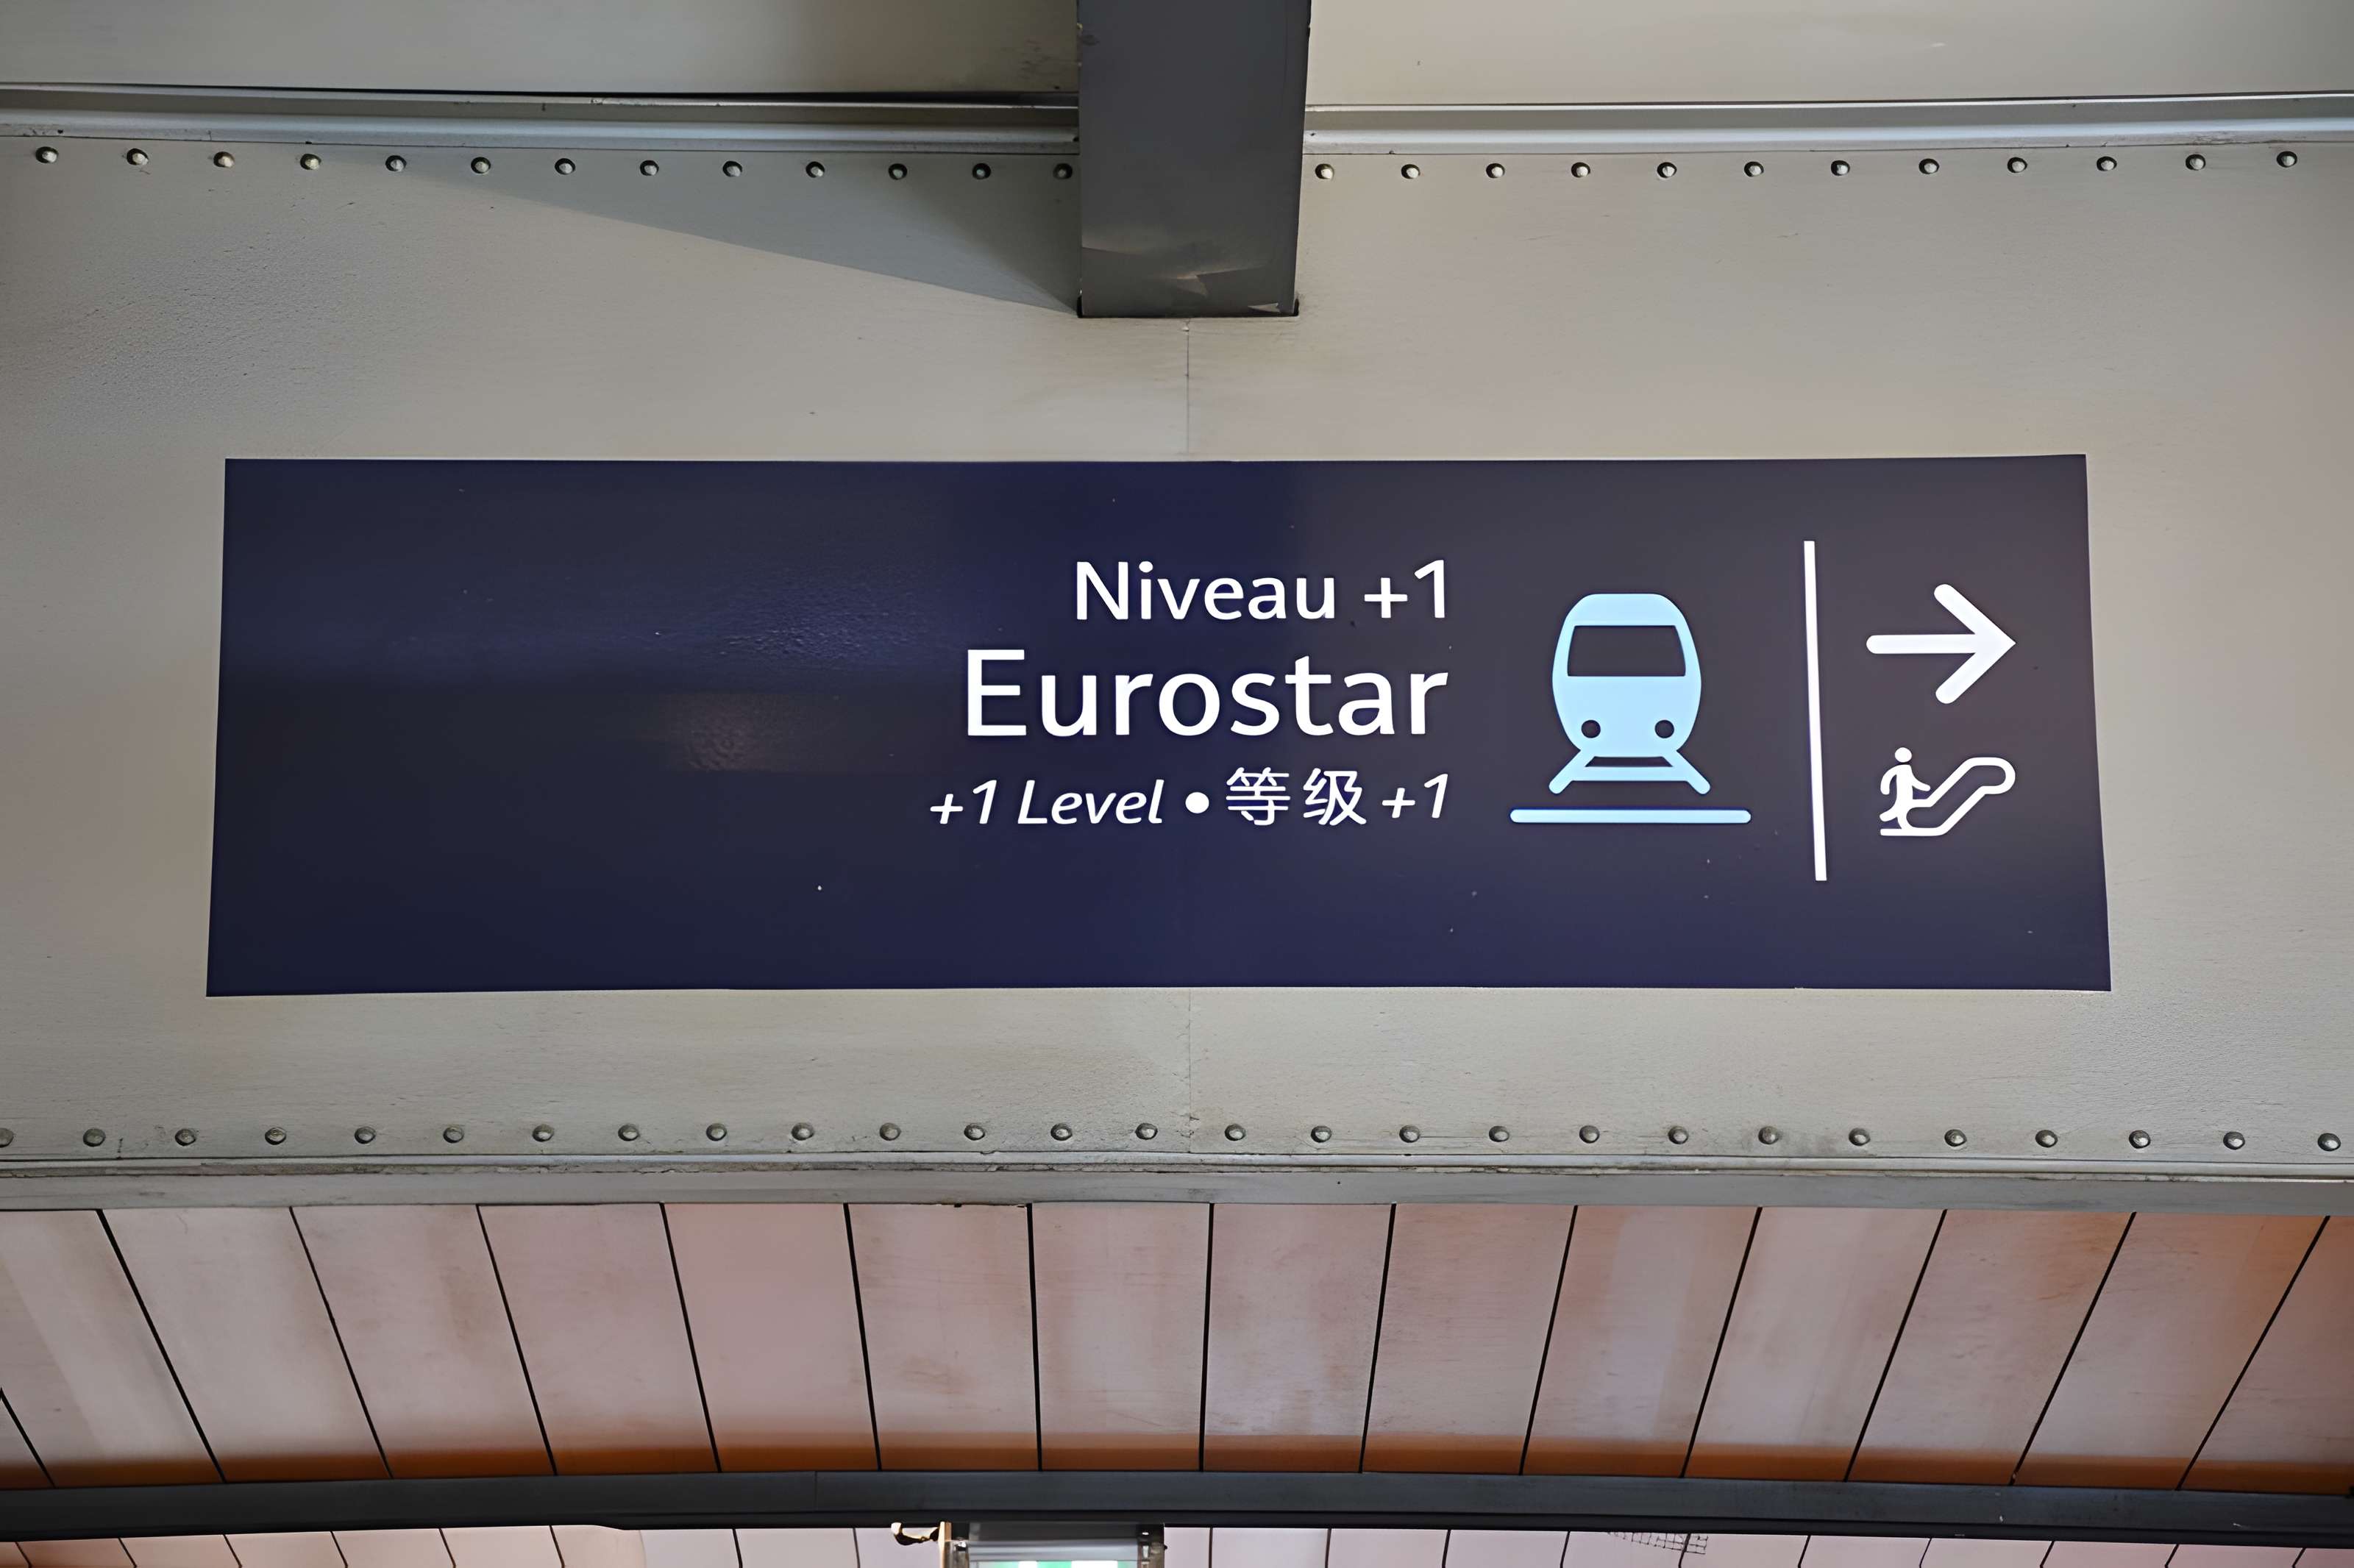 Niveau +1
Eurostar
+1 Level • 等级 +1